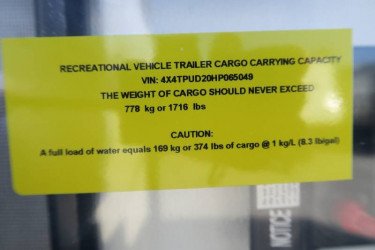 RECREATIONAL VEHICLE TRAILER CARGO CARRYING CAPACITY
VIN: 4X4TPUD20HP065049
THE WEIGHT OF CARGO SHOULD NEVER EXCEED
778 kg or 1716 lbs
CAUTION:
A full load of water equals 169 kg or 374 lbs of cargo @ 1 kg/L (8.3 lb/gal)
NOTICE